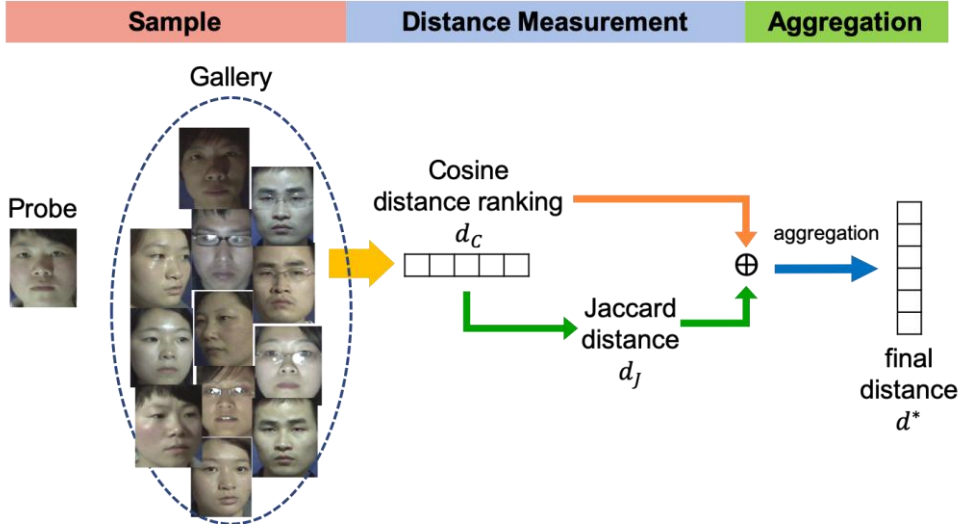 Sample
Distance Measurement
Aggregation
Gallery
Probe
Cosine
distance ranking
d_C
Jaccard
distance
d_J
⊕
aggregation
final
distance
d*